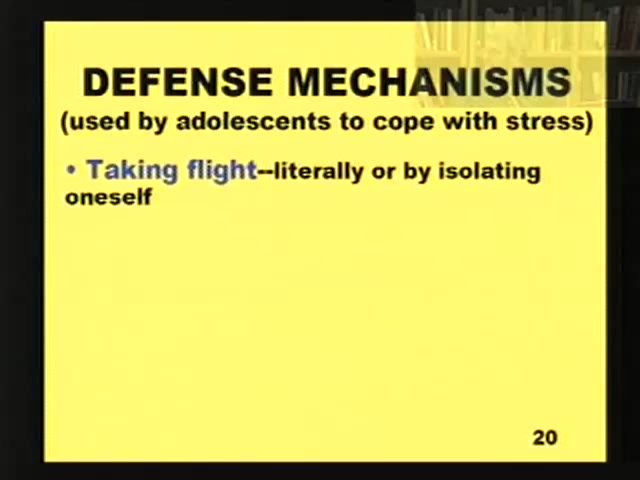 DEFENSE MECHANISMS
(used by adolescents to cope with stress)
• Taking flight--literally or by isolating
oneself
20